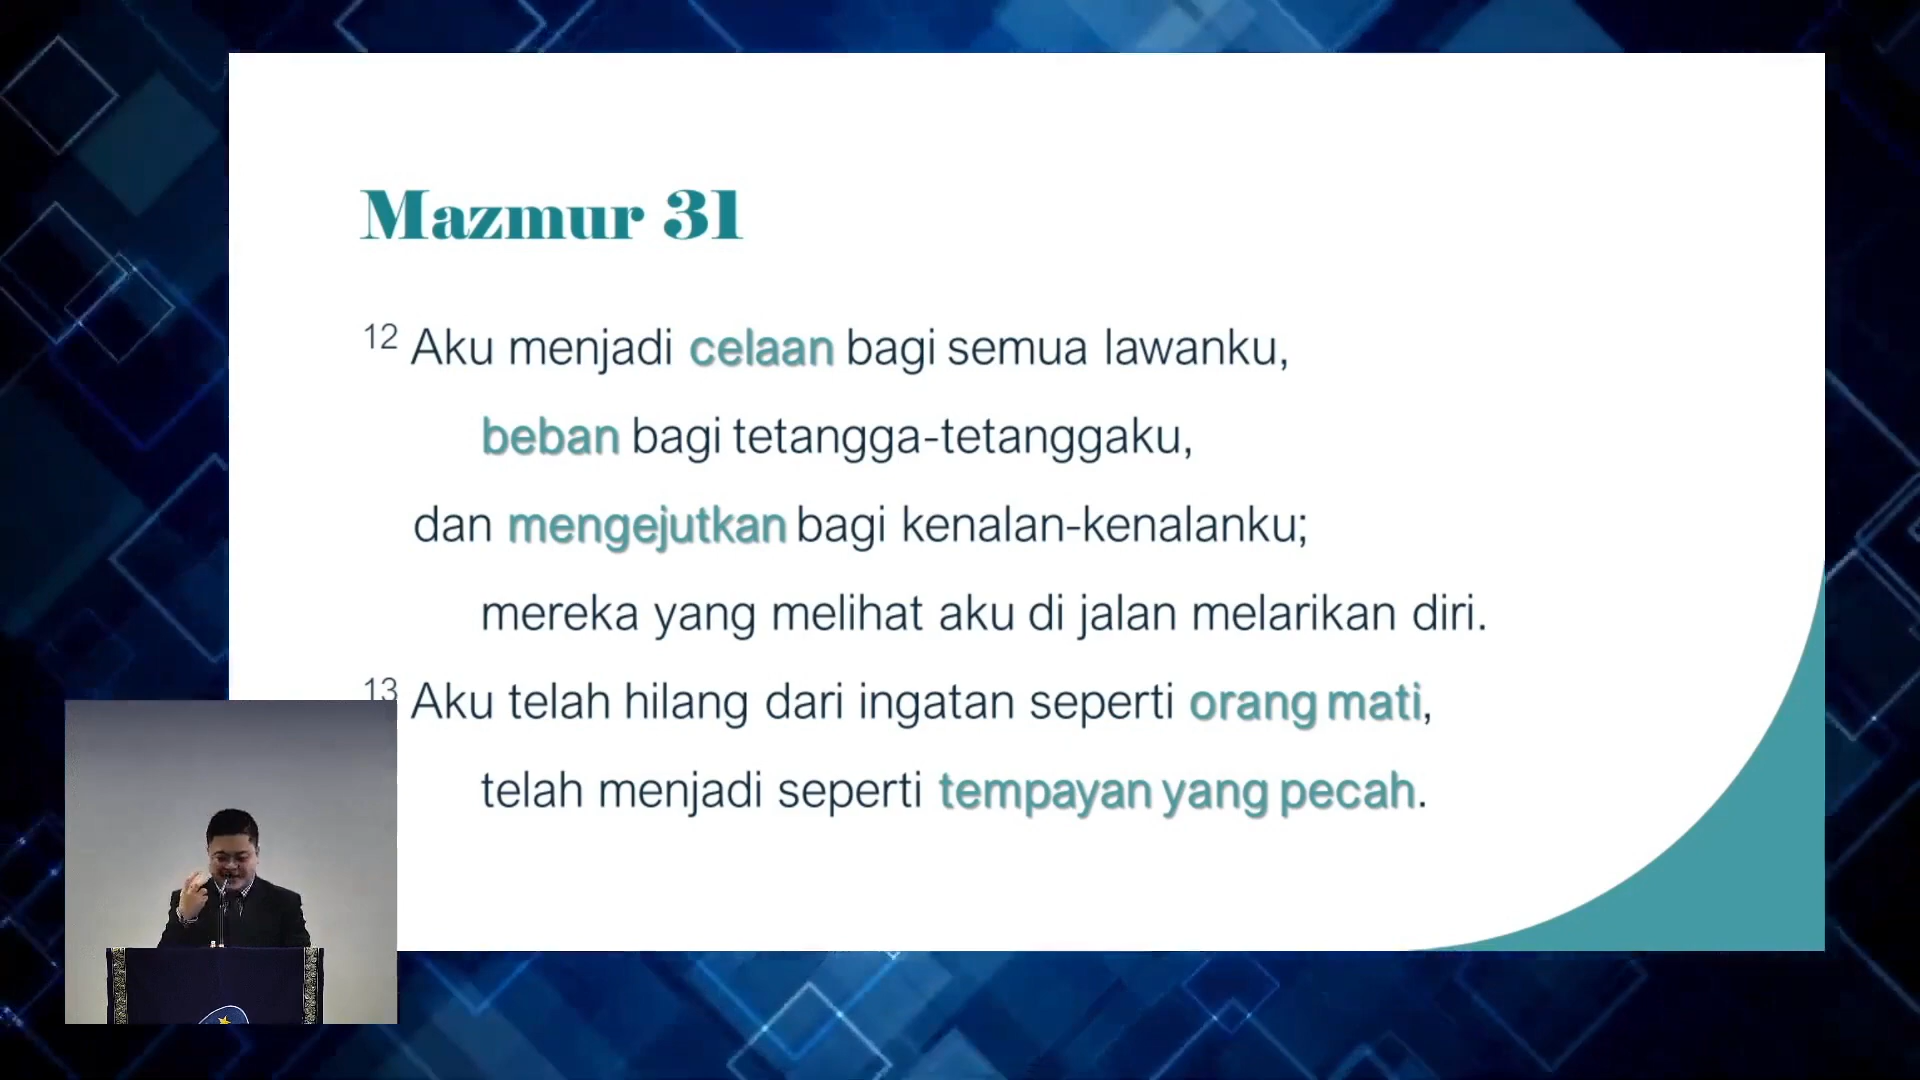 Mazmur 31
12 Aku menjadi celaan bagi semua lawanku,
beban bagi tetangga-tetanggaku,
dan mengejutkan bagi kenalan-kenalanku;
mereka yang melihat aku di jalan melarikan diri.
13 Aku telah hilang dari ingatan seperti orang mati,
telah menjadi seperti tempayan yang pecah.